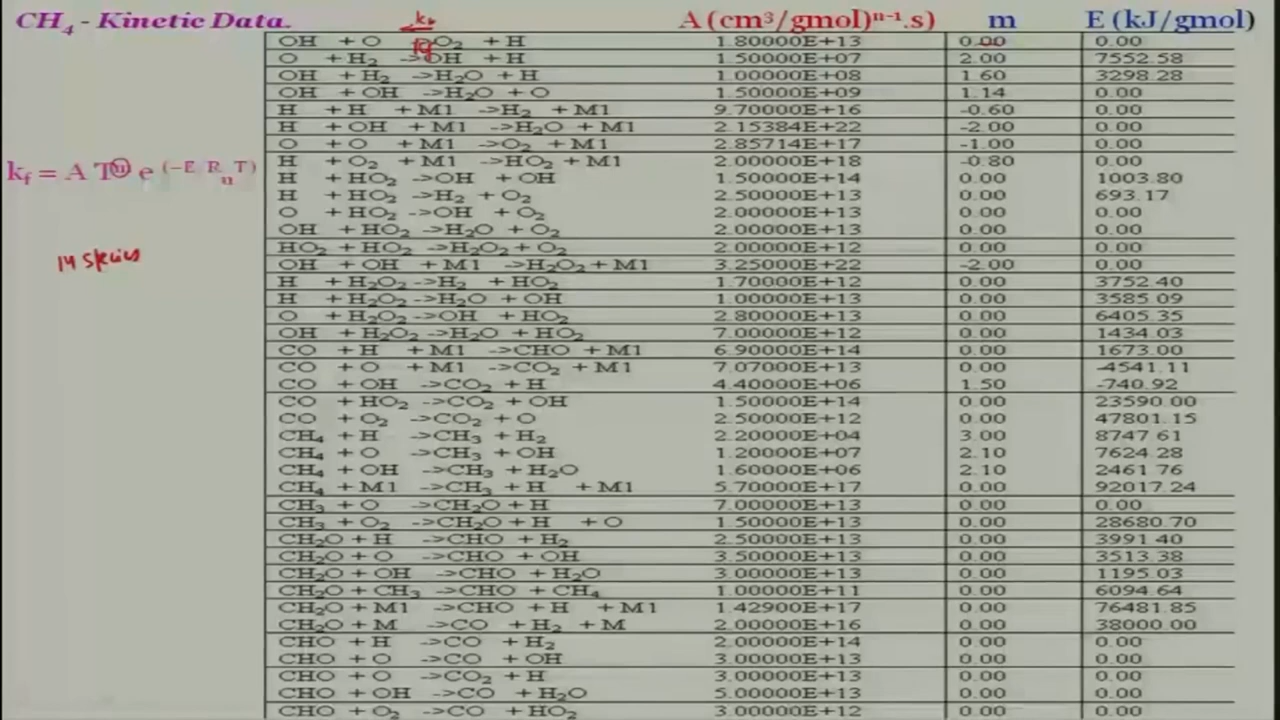 CH₄ - Kinetic Data. A (cm³/gmol)ⁿ⁻¹.s) m E (kJ/gmol)
OH + O O₂ + H 1.80000E+13 0.00 0.00
O + H₂ ->OH + H 1.50000E+07 2.00 7552.58
OH + H₂ ->H₂O + H 1.00000E+08 1.60 3298.28
OH + OH ->H₂O + O 1.50000E+09 1.14 0.00
H + H + M1 ->H₂ + M1 9.70000E+16 -0.60 0.00
H + OH + M1 ->H₂O + M1 2.15384E+22 -2.00 0.00
O + O + M1 ->O₂ + M1 2.85714E+17 -1.00 0.00
H + O₂ + M1 ->HO₂ + M1 2.00000E+18 -0.80 0.00
k_f = A T e (-E R_n T)
H + HO₂ ->OH + OH 1.50000E+14 0.00 1003.80
H + HO₂ ->H₂ + O₂ 2.50000E+13 0.00 693.17
O + HO₂ ->OH + O₂ 2.00000E+13 0.00 0.00
OH + HO₂ ->H₂O + O₂ 2.00000E+13 0.00 0.00
HO₂ + HO₂ ->H₂O₂ + O₂ 2.00000E+12 0.00 0.00
14 species
OH + OH + M1 ->H₂O₂ + M1 3.25000E+22 -2.00 0.00
H + H₂O₂ ->H₂ + HO₂ 1.70000E+12 0.00 3752.40
H + H₂O₂ ->H₂O + OH 1.00000E+13 0.00 3585.09
O + H₂O₂ ->OH + HO₂ 2.80000E+13 0.00 6405.35
OH + H₂O₂ ->H₂O + HO₂ 7.00000E+12 0.00 1434.03
CO + H + M1 ->CHO + M1 6.90000E+14 0.00 1673.00
CO + O + M1 ->CO₂ + M1 7.07000E+13 0.00 -4541.11
CO + OH ->CO₂ + H 4.40000E+06 1.50 -740.92
CO + HO₂ ->CO₂ + OH 1.50000E+14 0.00 23590.00
CO + O₂ ->CO₂ + O 2.50000E+12 0.00 47801.15
CH₄ + H ->CH₃ + H₂ 2.20000E+04 3.00 8747.61
CH₄ + O ->CH₃ + OH 1.20000E+07 2.10 7624.28
CH₄ + OH ->CH₃ + H₂O 1.60000E+06 2.10 2461.76
CH₄ + M1 ->CH₃ + H + M1 5.70000E+17 0.00 92017.24
CH₃ + O ->CH₂O + H 7.00000E+13 0.00 0.00
CH₃ + O₂ ->CH₂O + H + O 1.50000E+13 0.00 28680.70
CH₂O + H ->CHO + H₂ 2.50000E+13 0.00 3991.40
CH₂O + O ->CHO + OH 3.50000E+13 0.00 3513.38
CH₂O + OH ->CHO + H₂O 3.00000E+13 0.00 1195.03
CH₂O + CH₃ ->CHO + CH₄ 1.00000E+11 0.00 6094.64
CH₂O + M1 ->CHO + H + M1 1.42900E+17 0.00 76481.85
CH₂O + M ->CO + H₂ + M 2.00000E+16 0.00 38000.00
CHO + H ->CO + H₂ 2.00000E+14 0.00 0.00
CHO + O ->CO + OH 3.00000E+13 0.00 0.00
CHO + O ->CO₂ + H 3.00000E+13 0.00 0.00
CHO + OH ->CO + H₂O 5.00000E+13 0.00 0.00
CHO + O₂ ->CO + HO₂ 3.00000E+12 0.00 0.00